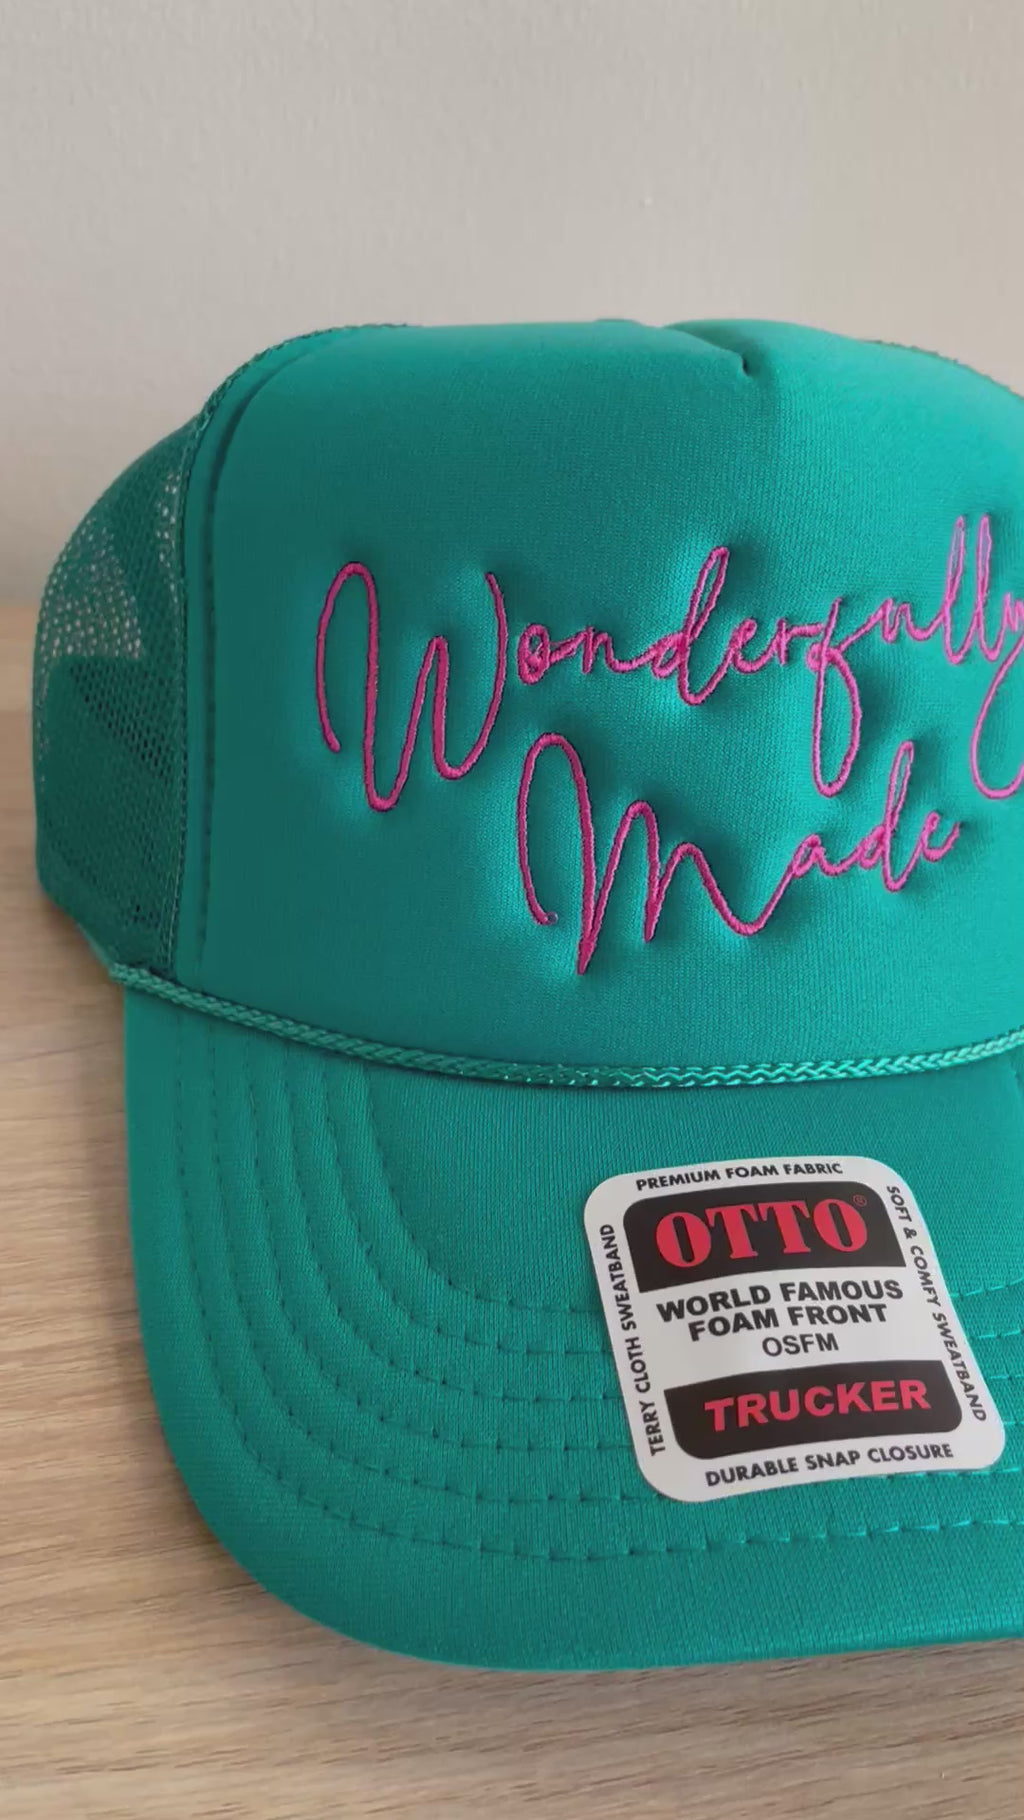 Wonderfully
Made
PREMIUM FOAM FABRIC
OTTO®
WORLD FAMOUS
FOAM FRONT
OSFM
TRUCKER
DURABLE SNAP CLOSURE
TERRY CLOTH SWEATBAND
SOFT & COMFY SWEATBAND